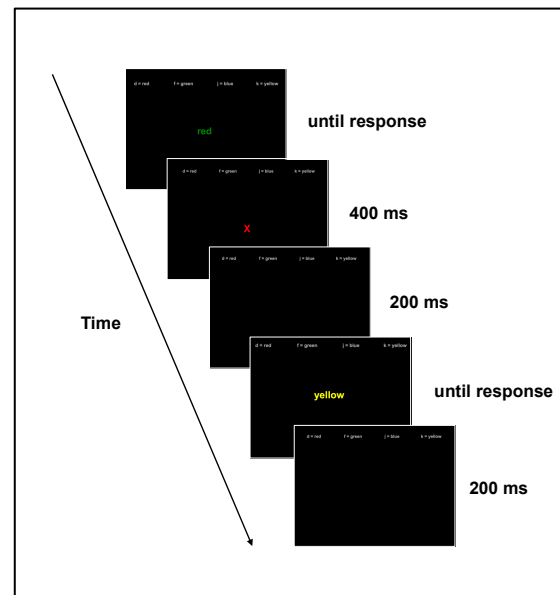 d = red f = green j = blue k = yellow
red
until response
d = red f = green j = blue k = yellow
X
400 ms
d = red f = green j = blue k = yellow
200 ms
Time
d = red f = green j = blue k = yellow
yellow
until response
d = red f = green j = blue k = yellow
200 ms